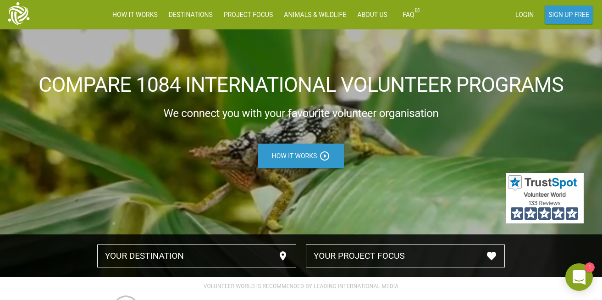 HOW IT WORKS DESTINATIONS PROJECT FOCUS ANIMALS & WILDLIFE ABOUT US FAQ LOGIN SIGN UP FREE
COMPARE 1084 INTERNATIONAL VOLUNTEER PROGRAMS
We connect you with your favourite volunteer organisation
HOW IT WORKS
TrustSpot
Volunteer World
133 Reviews
YOUR DESTINATION YOUR PROJECT FOCUS
VOLUNTEER WORLD IS RECOMMENDED BY LEADING INTERNATIONAL MEDIA